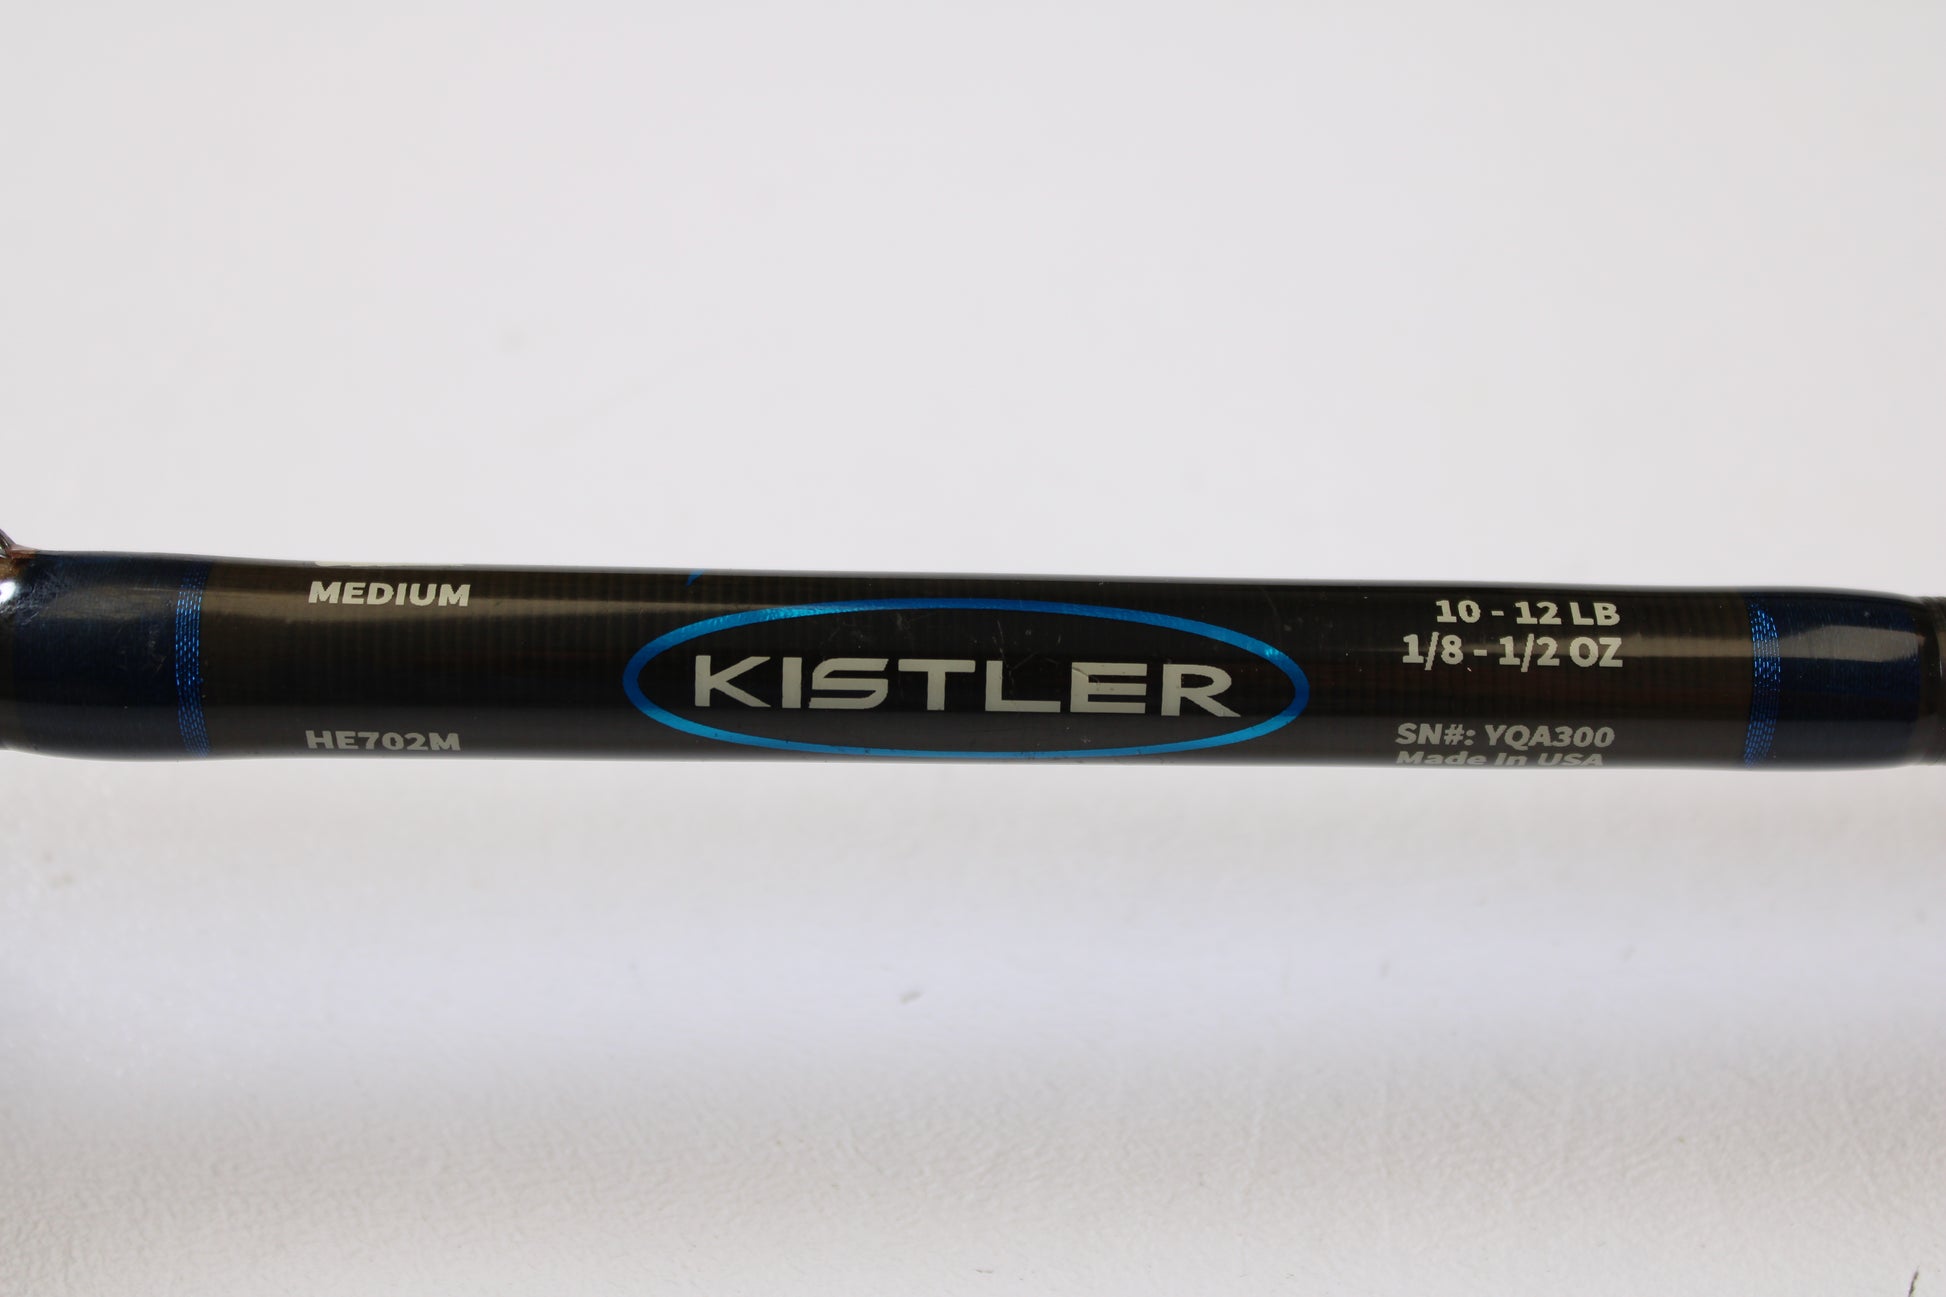 MEDIUM
HE702M
KISTLER
10 - 12 LB
1/8 - 1/2 OZ
SN#: YQA300
Made In USA